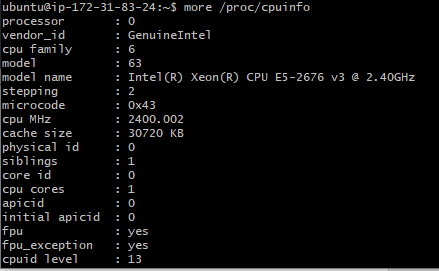 ubuntu@ip-172-31-83-24:~$ more /proc/cpuinfo
processor : 0
vendor_id : GenuineIntel
cpu family : 6
model : 63
model name : Intel(R) Xeon(R) CPU E5-2676 v3 @ 2.40GHz
stepping : 2
microcode : 0x43
cpu MHz : 2400.002
cache size : 30720 KB
physical id : 0
siblings : 1
core id : 0
cpu cores : 1
apicid : 0
initial apicid : 0
fpu : yes
fpu_exception : yes
cpuid level : 13